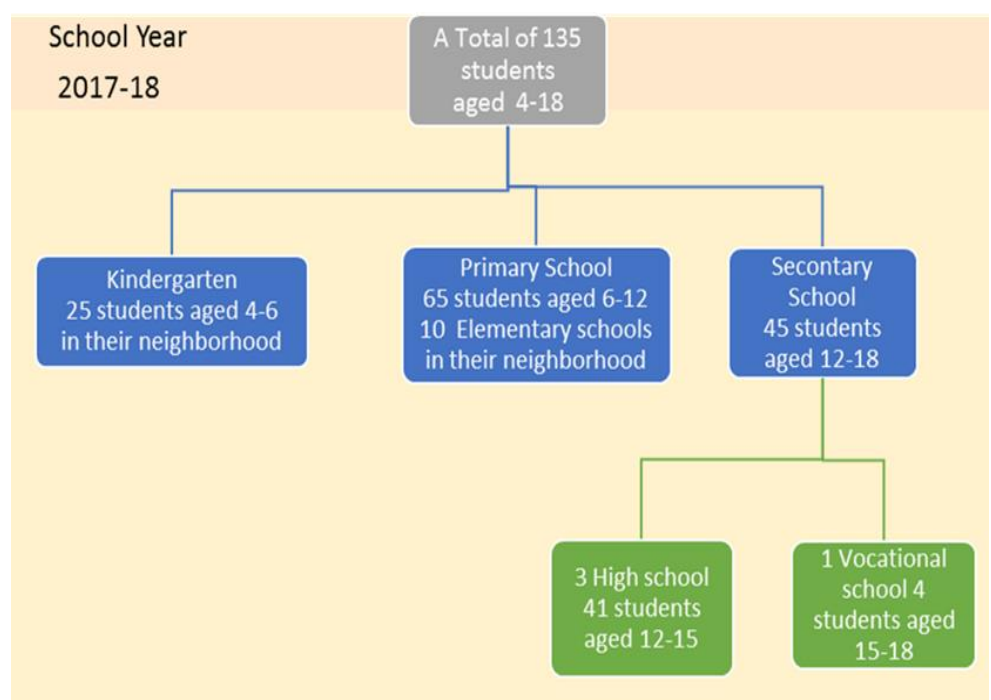 School Year
2017-18
A Total of 135
students
aged 4-18
Kindergarten
25 students aged 4-6
in their neighborhood
Primary School
65 students aged 6-12
10 Elementary schools
in their neighborhood
Secontary
School
45 students
aged 12-18
3 High school
41 students
aged 12-15
1 Vocational
school 4
students aged
15-18